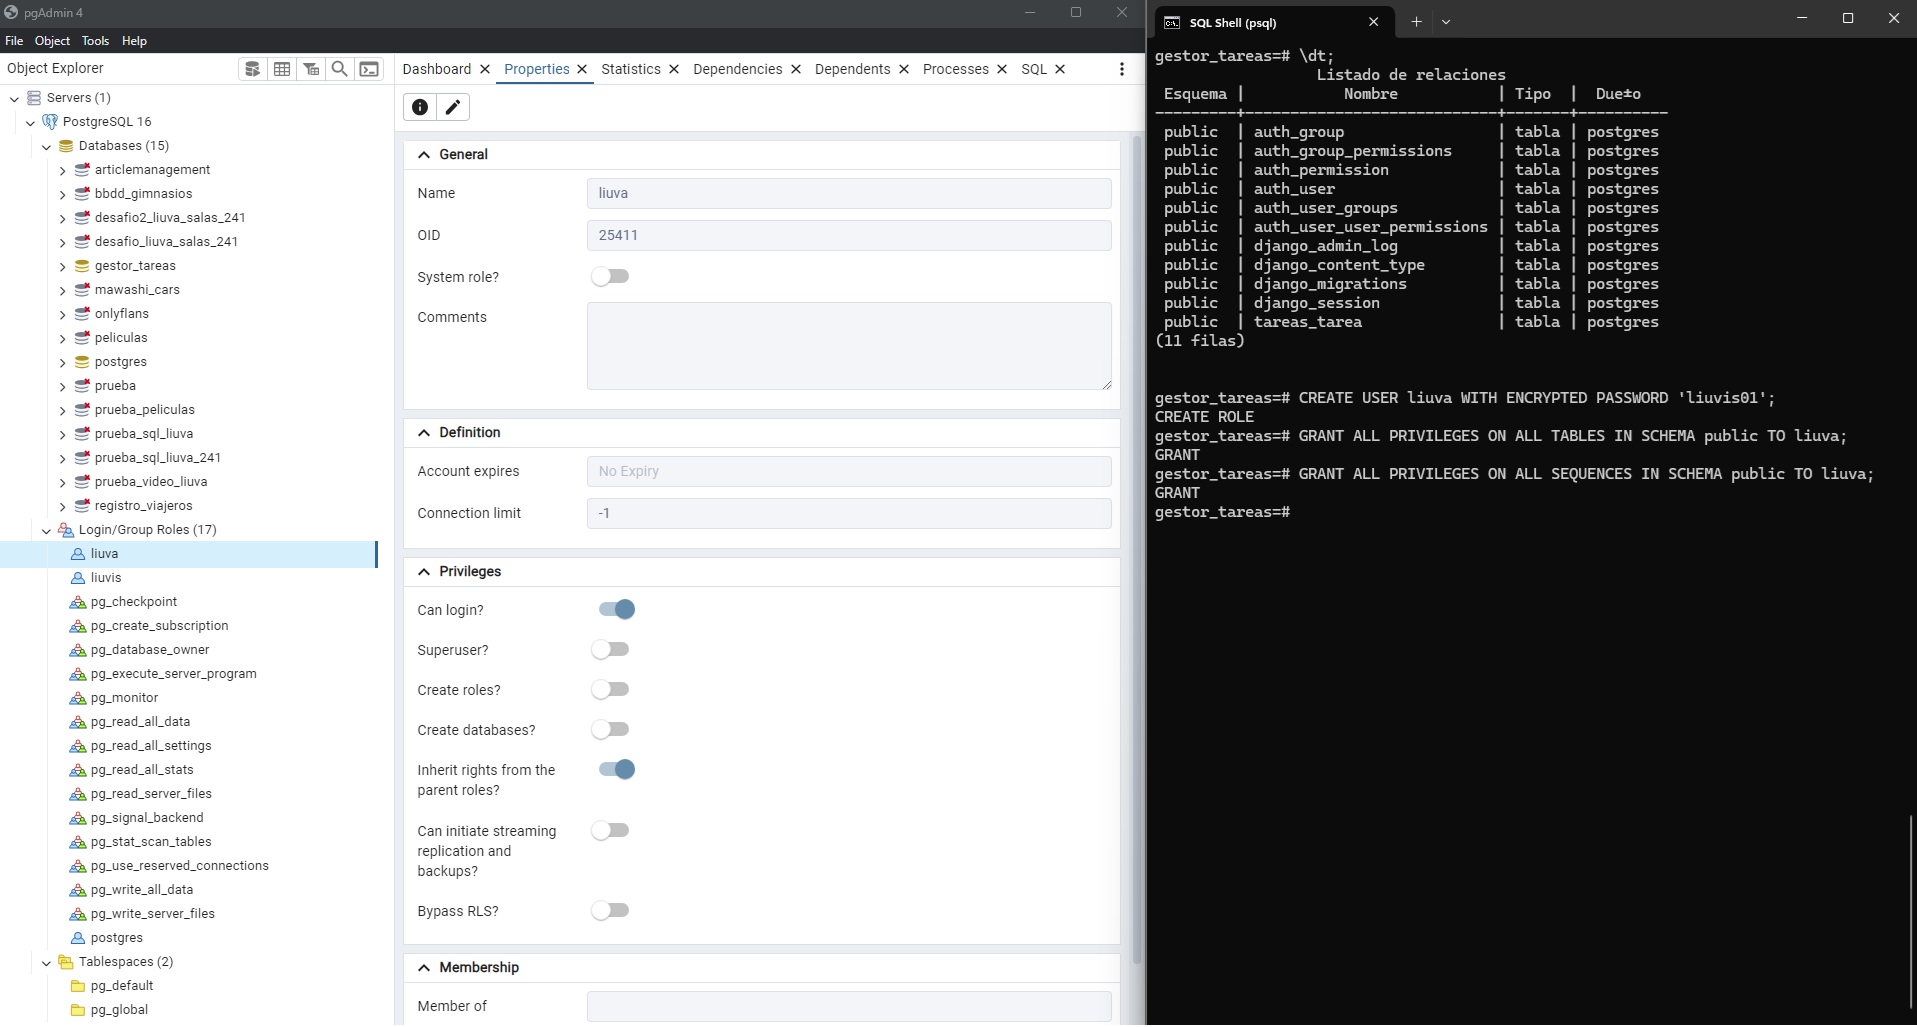 pgAdmin 4
File Object Tools Help
Object Explorer
Servers (1)
PostgreSQL 16
Databases (15)
articlemanagement
bbdd_gimnasios
desafio2_liuva_salas_241
desafio_liuva_salas_241
gestor_tareas
mawashi_cars
onlyflans
peliculas
postgres
prueba
prueba_peliculas
prueba_sql_liuva
prueba_sql_liuva_241
prueba_video_liuva
registro_viajeros
Login/Group Roles (17)
liuva
liuvis
pg_checkpoint
pg_create_subscription
pg_database_owner
pg_execute_server_program
pg_monitor
pg_read_all_data
pg_read_all_settings
pg_read_all_stats
pg_read_server_files
pg_signal_backend
pg_stat_scan_tables
pg_use_reserved_connections
pg_write_all_data
pg_write_server_files
postgres
Tablespaces (2)
pg_default
pg_global
Dashboard Properties Statistics Dependencies Dependents Processes SQL
General
Name liuva
OID 25411
System role?
Comments
Definition
Account expires No Expiry
Connection limit -1
Privileges
Can login?
Superuser?
Create roles?
Create databases?
Inherit rights from the
parent roles?
Can initiate streaming
replication and
backups?
Bypass RLS?
Membership
Member of
SQL Shell (psql)
gestor_tareas=# \dt;
Listado de relaciones
Esquema | Nombre | Tipo | Due±o
---------+----------------------------+-------+----------
public | auth_group | tabla | postgres
public | auth_group_permissions | tabla | postgres
public | auth_permission | tabla | postgres
public | auth_user | tabla | postgres
public | auth_user_groups | tabla | postgres
public | auth_user_user_permissions | tabla | postgres
public | django_admin_log | tabla | postgres
public | django_content_type | tabla | postgres
public | django_migrations | tabla | postgres
public | django_session | tabla | postgres
public | tareas_tarea | tabla | postgres
(11 filas)
gestor_tareas=# CREATE USER liuva WITH ENCRYPTED PASSWORD 'liuvis01';
CREATE ROLE
gestor_tareas=# GRANT ALL PRIVILEGES ON ALL TABLES IN SCHEMA public TO liuva;
GRANT
gestor_tareas=# GRANT ALL PRIVILEGES ON ALL SEQUENCES IN SCHEMA public TO liuva;
GRANT
gestor_tareas=#